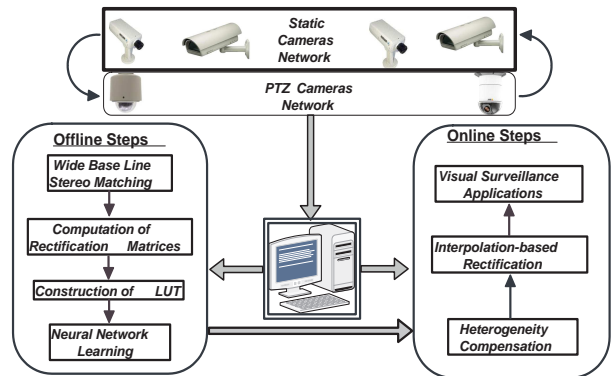 Static
Cameras
Network
PTZ Cameras
Network
Offline Steps
Wide Base Line
Stereo Matching
Computation of
Rectification Matrices
Construction of LUT
Neural Network
Learning
Online Steps
Visual Surveillance
Applications
Interpolation-based
Rectification
Heterogeneity
Compensation